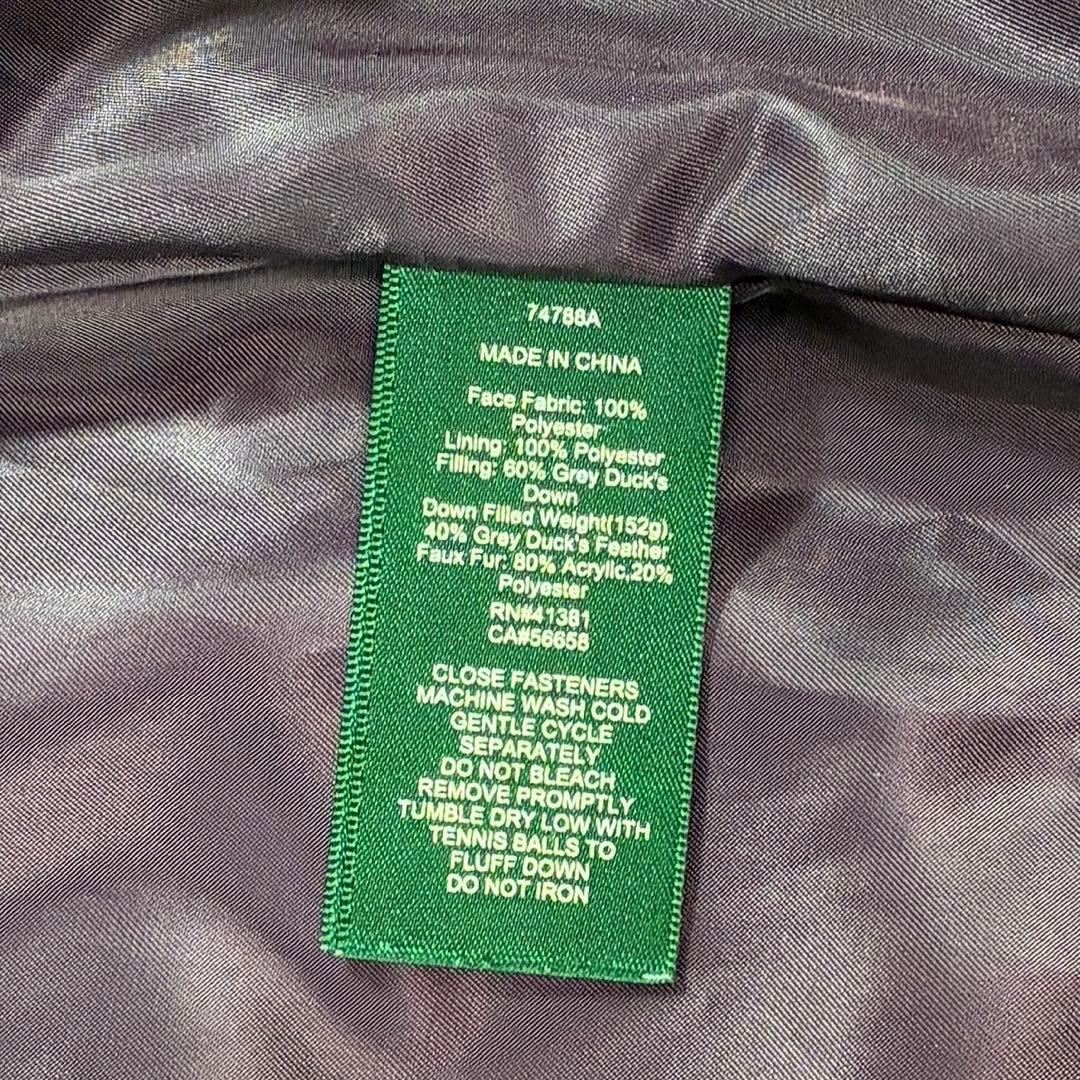 74788A
MADE IN CHINA
Face Fabric: 100%
Polyester
Lining: 100% Polyester
Filling: 60% Grey Duck's
Down
Down Filled Weight(152g),
40% Grey Duck's Feather
Faux Fur: 80% Acrylic,20%
Polyester
RN#41381
CA#56658
CLOSE FASTENERS
MACHINE WASH COLD
GENTLE CYCLE
SEPARATELY
DO NOT BLEACH
REMOVE PROMPTLY
TUMBLE DRY LOW WITH
TENNIS BALLS TO
FLUFF DOWN
DO NOT IRON